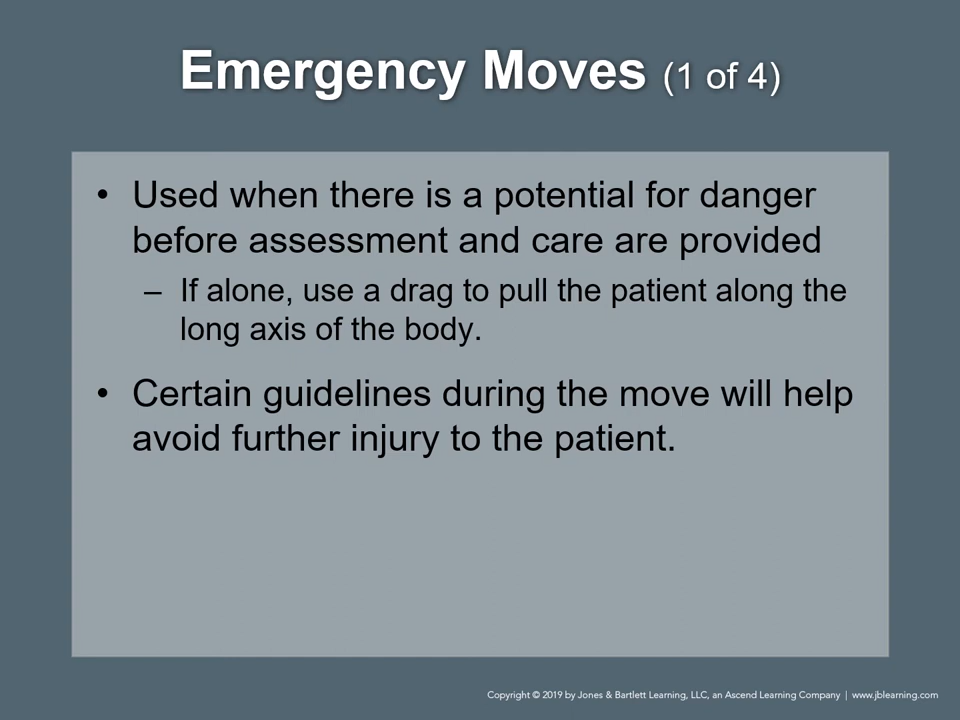 Emergency Moves (1 of 4)
• Used when there is a potential for danger
before assessment and care are provided
– If alone, use a drag to pull the patient along the
long axis of the body.
• Certain guidelines during the move will help
avoid further injury to the patient.
Copyright © 2019 by Jones & Bartlett Learning, LLC, an Ascend Learning Company | www.jblearning.com